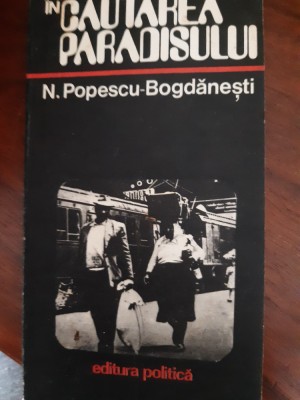 ÎN
CĂUTAREA
PARADISULUI
N. Popescu-Bogdănești
editura politică